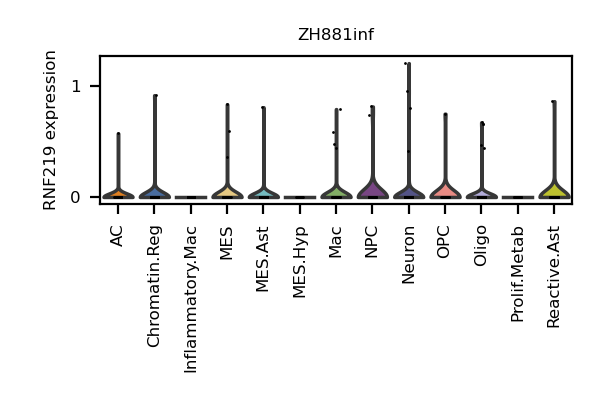 ZH881inf
RNF219 expression
1
0
AC
Chromatin.Reg
Inflammatory.Mac
MES
MES.Ast
MES.Hyp
Mac
NPC
Neuron
OPC
Oligo
Prolif.Metab
Reactive.Ast